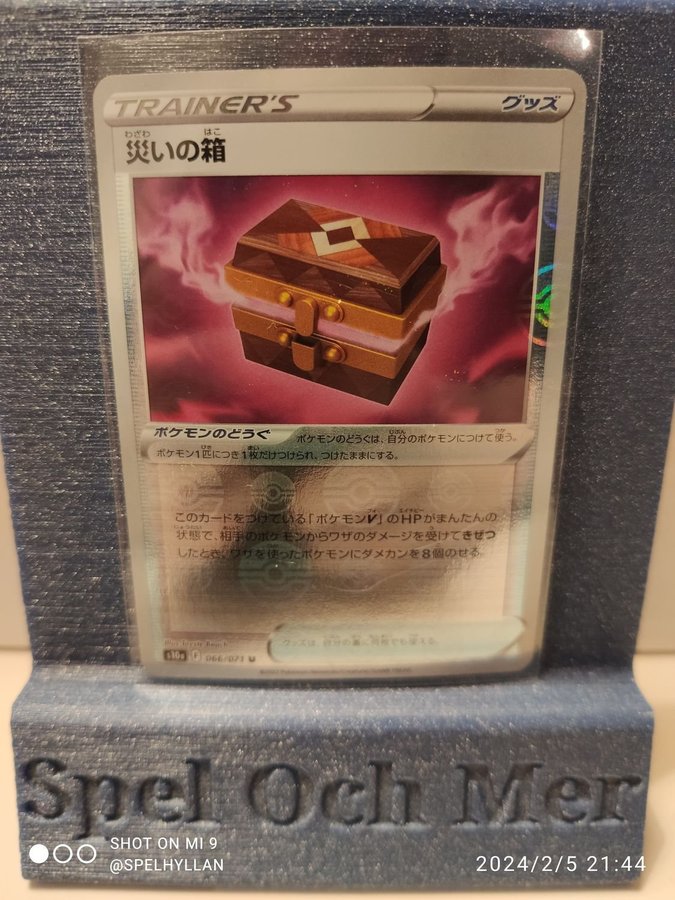 TRAINER'S グッズ
災いの箱
ポケモンのどうぐ ポケモンのどうぐは、自分のポケモンにつけて使う。
ポケモン1匹につき1枚だけつけられ、つけたままにする。
このカードをつけている「ポケモンV」のHPがまんたんの
状態で、相手のポケモンからワザのダメージを受けてきぜつ
したとき、ワザを使ったポケモンにダメカンを8個のせる。
グッズは、自分の番に何枚でも使える。
s10a F 066/071 U
Spel Och Mer
SHOT ON MI 9
@SPELHYLLAN
2024/2/5 21:44